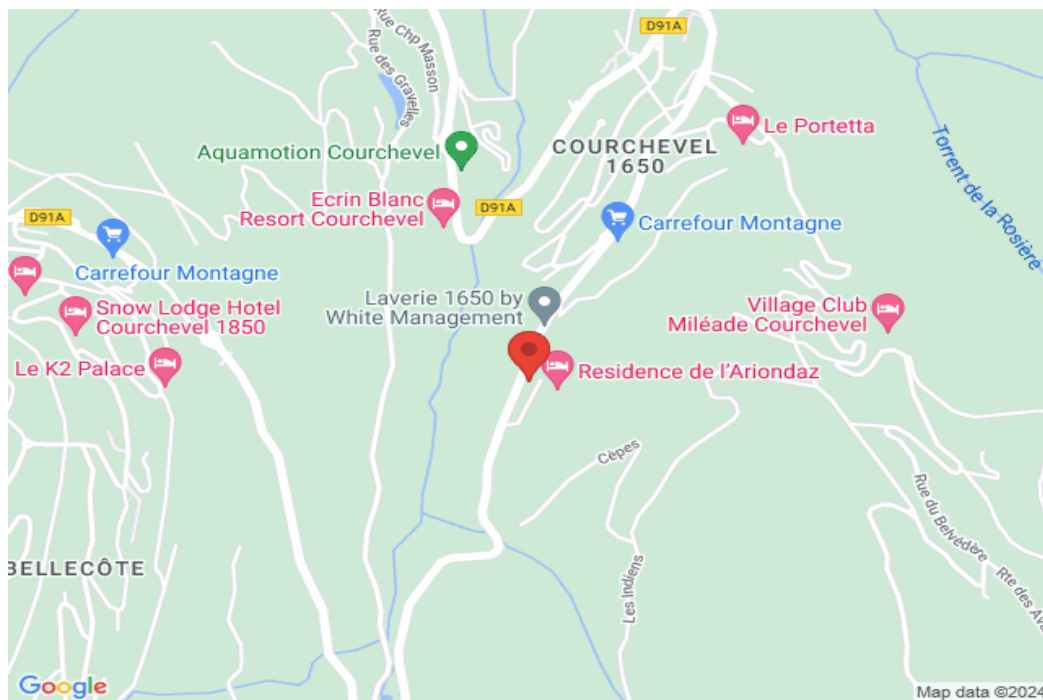 D91A
Rue Chp Masson
Rue des Gravelles
Aquamotion Courchevel
COURCHEVEL
1650
Le Portetta
Torrent de la Rosière
Ecrin Blanc
Resort Courchevel
D91A
D91A
Carrefour Montagne
Carrefour Montagne
Laverie 1650 by
White Management
Village Club
Miléade Courchevel
Snow Lodge Hotel
Courchevel 1850
Le K2 Palace
Residence de l'Ariondaz
Cèpes
Rue du Belvédère
Les Indiens
Rte des Av
BELLECÔTE
Google
Map data ©2024